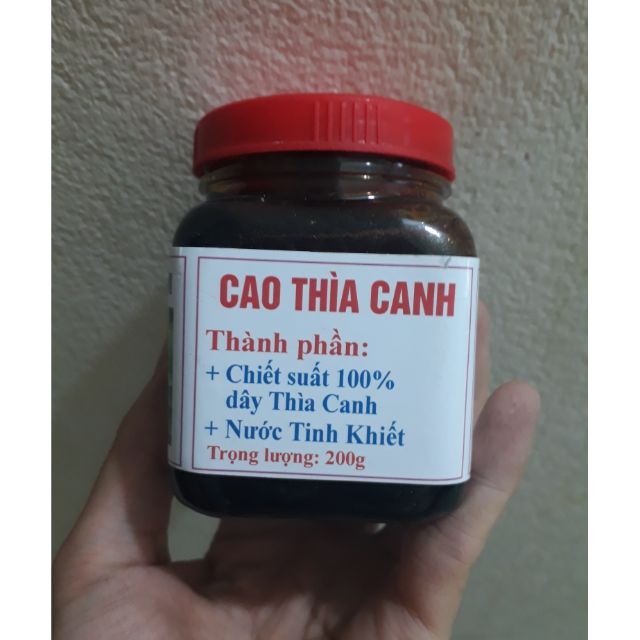 CAO THÌA CANH
Thành phần:
+ Chiết suất 100%
dây Thìa Canh
+ Nước Tinh Khiết
Trọng lượng: 200g